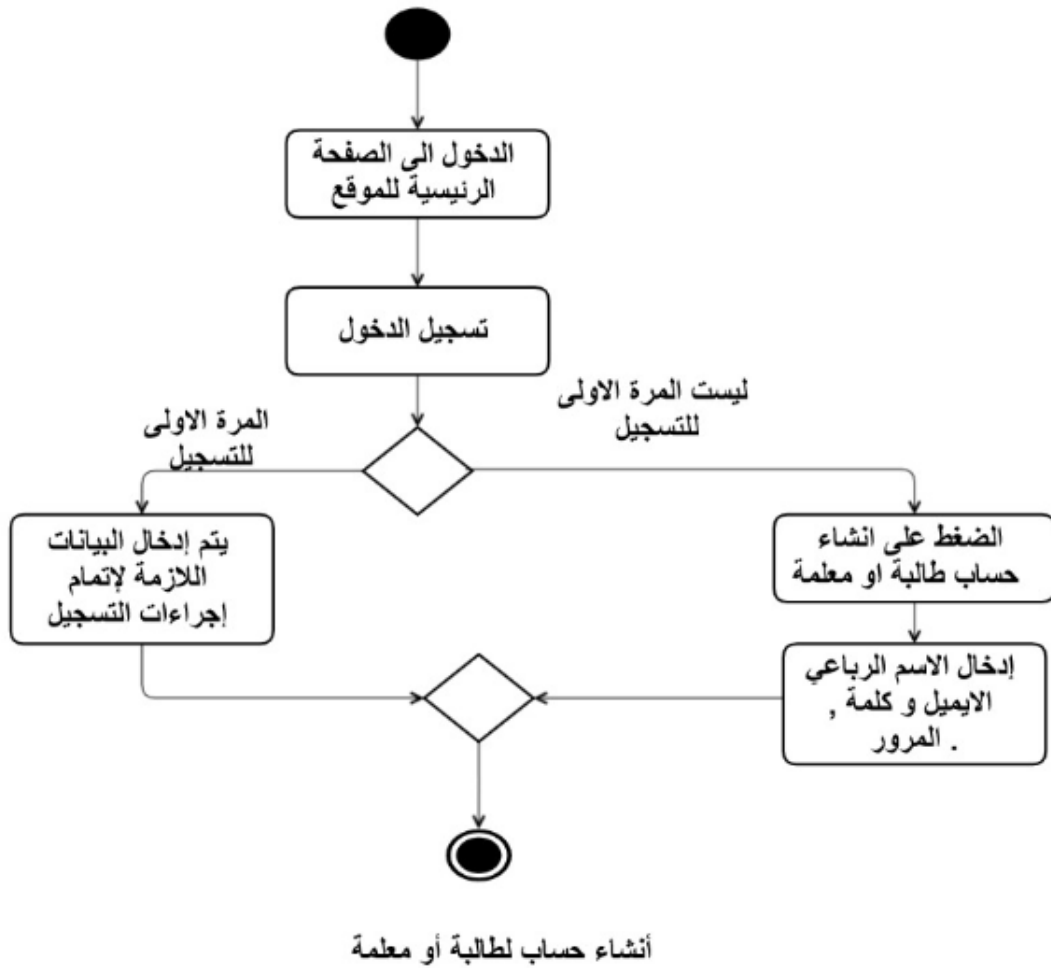 الدخول الى الصفحة
الرئيسية للموقع
تسجيل الدخول
ليست المرة الاولى
للتسجيل
المرة الاولى
للتسجيل
الضغط على انشاء
حساب طالبة او معلمة
يتم إدخال البيانات
اللازمة لإتمام
إجراءات التسجيل
إدخال الاسم الرباعي
الايميل و كلمة ,
المرور .
أنشاء حساب لطالبة أو معلمة